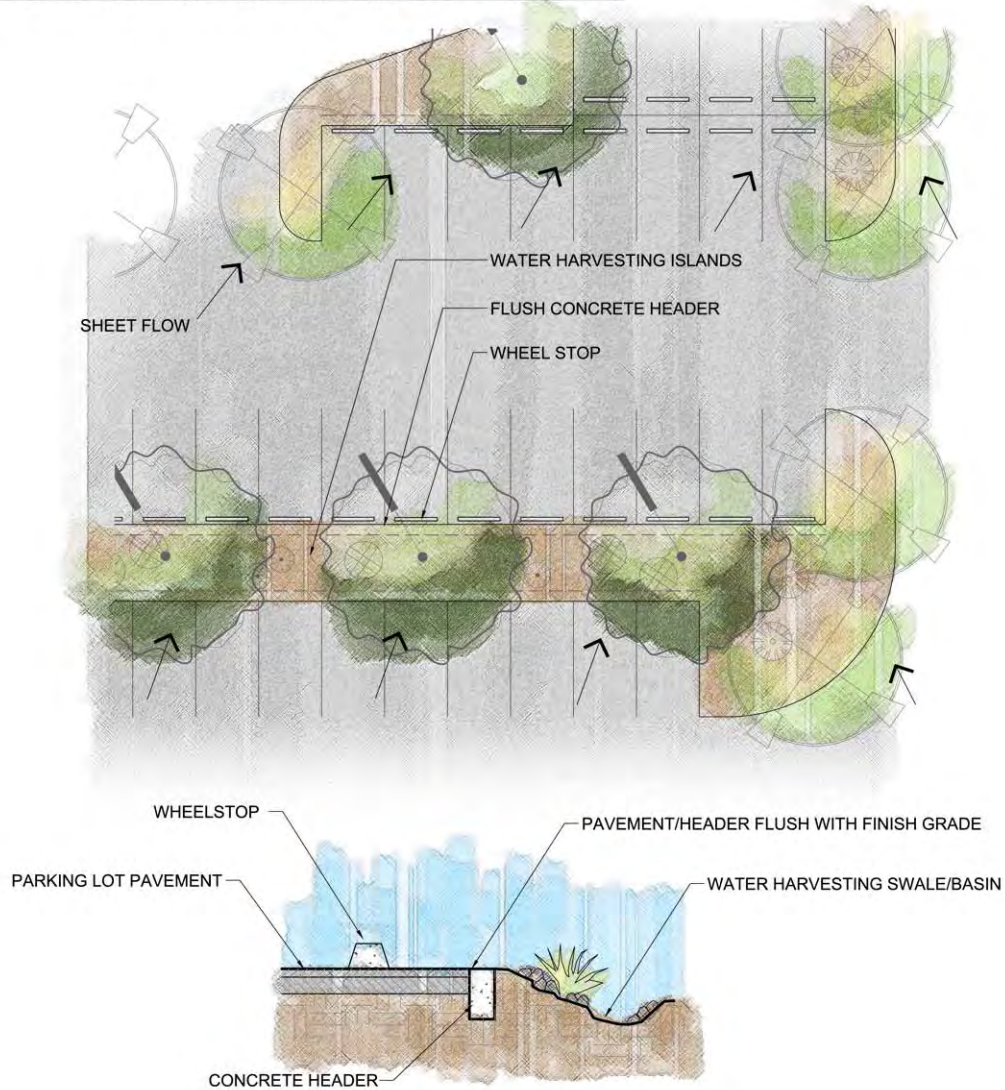 WATER HARVESTING ISLANDS
FLUSH CONCRETE HEADER
SHEET FLOW
WHEEL STOP
WHEELSTOP
PAVEMENT/HEADER FLUSH WITH FINISH GRADE
PARKING LOT PAVEMENT
WATER HARVESTING SWALE/BASIN
CONCRETE HEADER